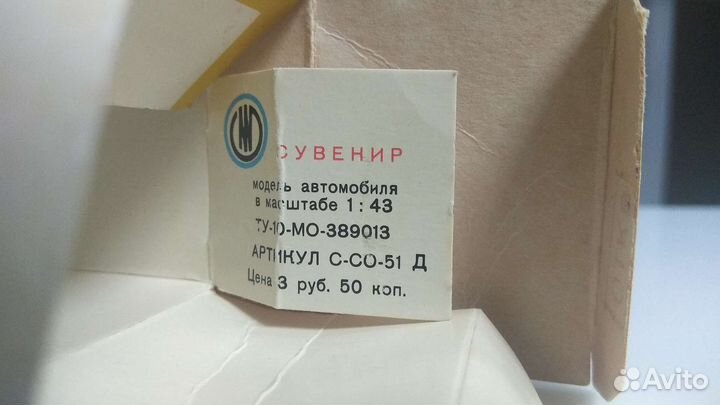 СУВЕНИР
модель автомобиля
в масштабе 1:43
ТУ-10-МО-389013
АРТИКУЛ С-СО-51 Д
Цена 3 руб. 50 коп.
Avito